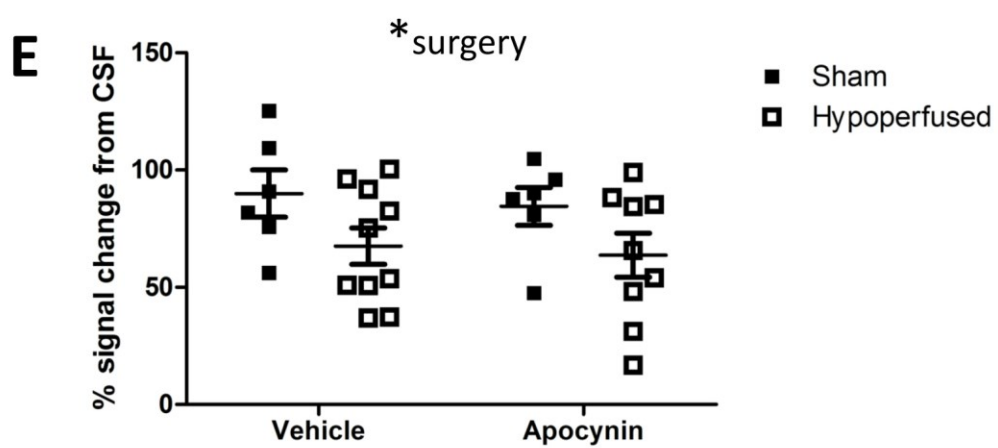 E
*surgery
% signal change from CSF
150
100
50
0
Vehicle
Apocynin
Sham
Hypoperfused